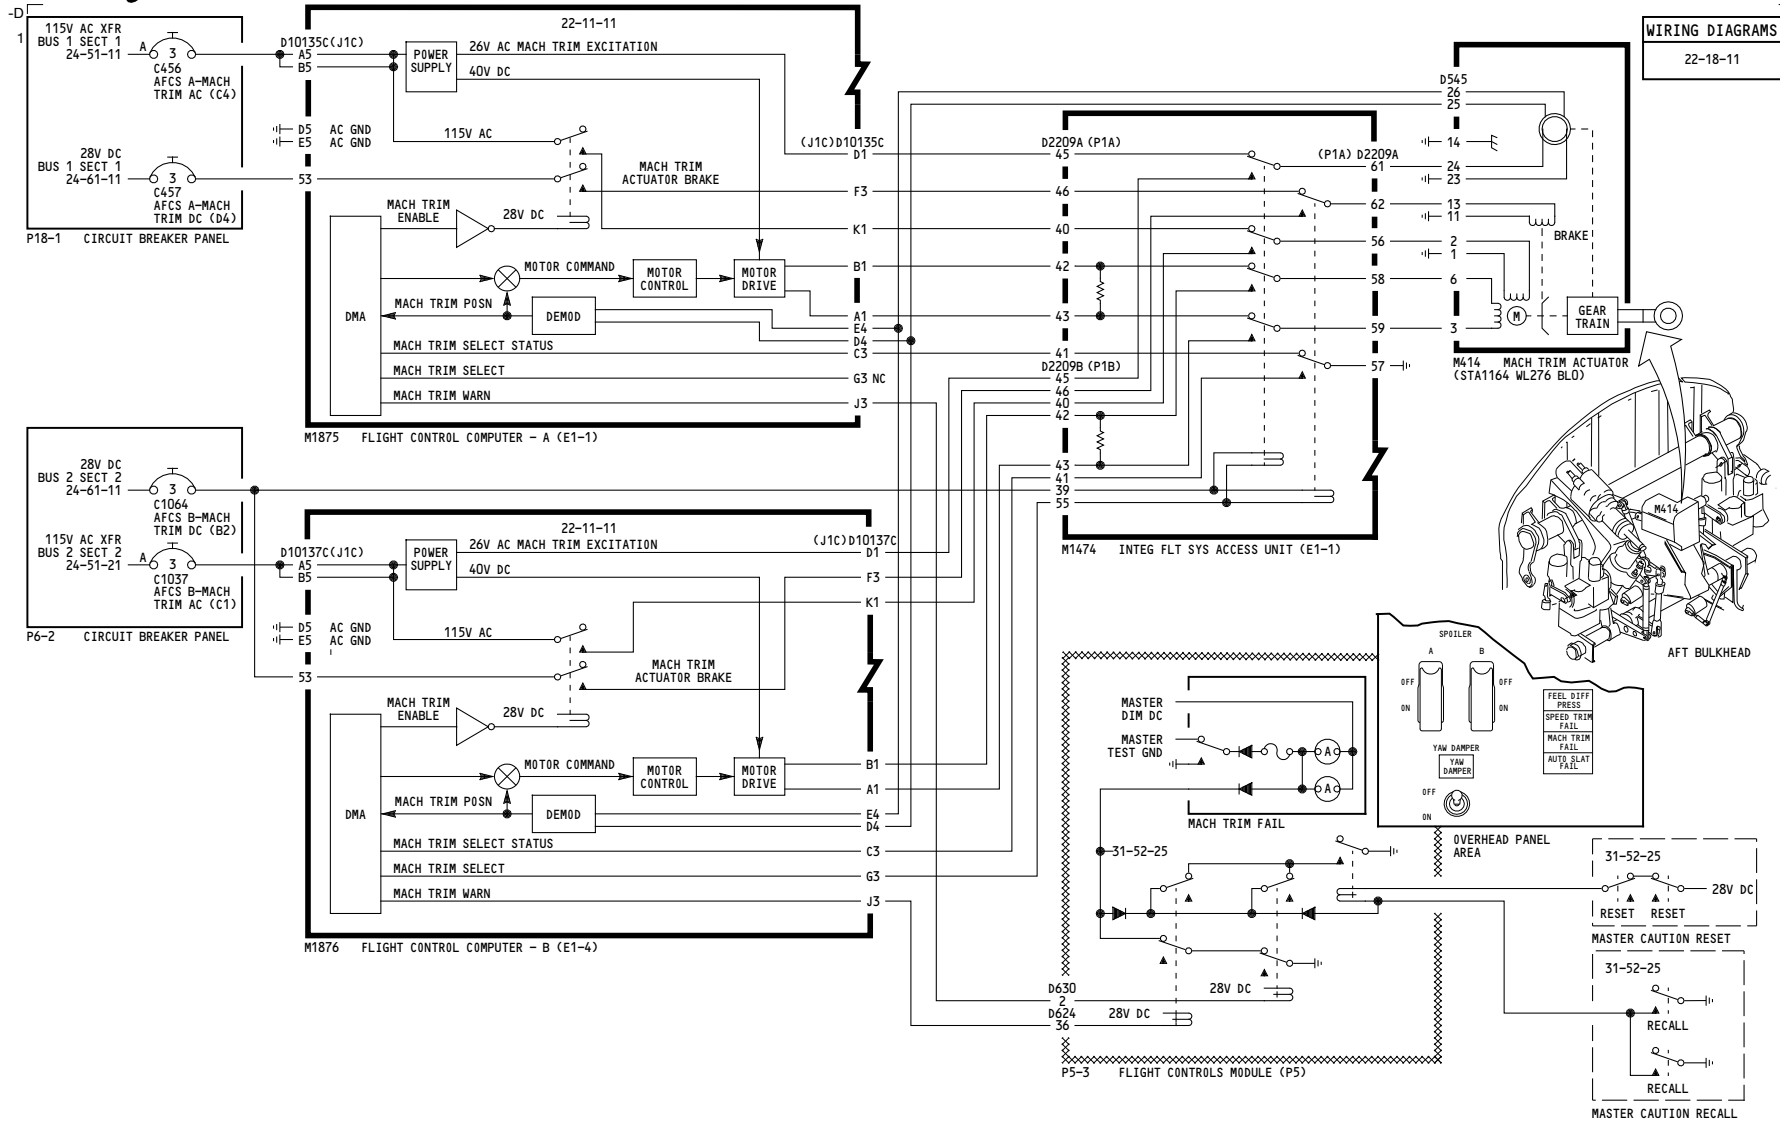 -D
1
115V AC XFR
BUS 1 SECT 1
24-51-11
A
3
C456
AFCS A-MACH
TRIM AC (C4)
28V DC
BUS 1 SECT 1
24-61-11
3
C457
AFCS A-MACH
TRIM DC (D4)
P18-1 CIRCUIT BREAKER PANEL
22-11-11
D10135C(J1C)
A5
B5
POWER
SUPPLY
26V AC MACH TRIM EXCITATION
40V DC
D5 AC GND
E5 AC GND
115V AC
53
MACH TRIM
ACTUATOR BRAKE
MACH TRIM
ENABLE
28V DC
MOTOR COMMAND
MOTOR
CONTROL
MOTOR
DRIVE
DMA
MACH TRIM POSN
DEMOD
MACH TRIM SELECT STATUS
MACH TRIM SELECT
MACH TRIM WARN
(J1C)D10135C
D1
F3
K1
B1
A1
E4
D4
C3
G3 NC
J3
M1875 FLIGHT CONTROL COMPUTER - A (E1-1)
28V DC
BUS 2 SECT 2
24-61-11
3
C1064
AFCS B-MACH
TRIM DC (B2)
115V AC XFR
BUS 2 SECT 2
24-51-21
A
3
C1037
AFCS B-MACH
TRIM AC (C1)
P6-2 CIRCUIT BREAKER PANEL
22-11-11
D10137C(J1C)
A5
B5
POWER
SUPPLY
26V AC MACH TRIM EXCITATION
40V DC
D5 AC GND
E5 AC GND
115V AC
53
MACH TRIM
ACTUATOR BRAKE
MACH TRIM
ENABLE
28V DC
MOTOR COMMAND
MOTOR
CONTROL
MOTOR
DRIVE
DMA
MACH TRIM POSN
DEMOD
MACH TRIM SELECT STATUS
MACH TRIM SELECT
MACH TRIM WARN
(J1C)D10137C
D1
F3
K1
B1
A1
E4
D4
C3
G3
J3
M1876 FLIGHT CONTROL COMPUTER - B (E1-4)
D2209A (P1A)
45
46
40
42
43
41
D2209B (P1B)
45
46
40
42
43
41
39
55
(P1A) D2209A
61
62
56
58
59
57
M1474 INTEG FLT SYS ACCESS UNIT (E1-1)
D545
26
25
14
24
23
13
11
2
1
6
3
BRAKE
M
GEAR
TRAIN
M414 MACH TRIM ACTUATOR
(STA1164 WL276 BLO)
WIRING DIAGRAMS
22-18-11
M414
AFT BULKHEAD
SPOILER
A B
OFF OFF
ON ON
YAW DAMPER
YAW
DAMPER
OFF
ON
FEEL DIFF
PRESS
SPEED TRIM
FAIL
MACH TRIM
FAIL
AUTO SLAT
FAIL
OVERHEAD PANEL
AREA
MASTER
DIM DC
MASTER
TEST GND
A
A
MACH TRIM FAIL
31-52-25
D630
2
28V DC
D624
36
28V DC
P5-3 FLIGHT CONTROLS MODULE (P5)
31-52-25
28V DC
RESET RESET
MASTER CAUTION RESET
31-52-25
RECALL
RECALL
MASTER CAUTION RECALL